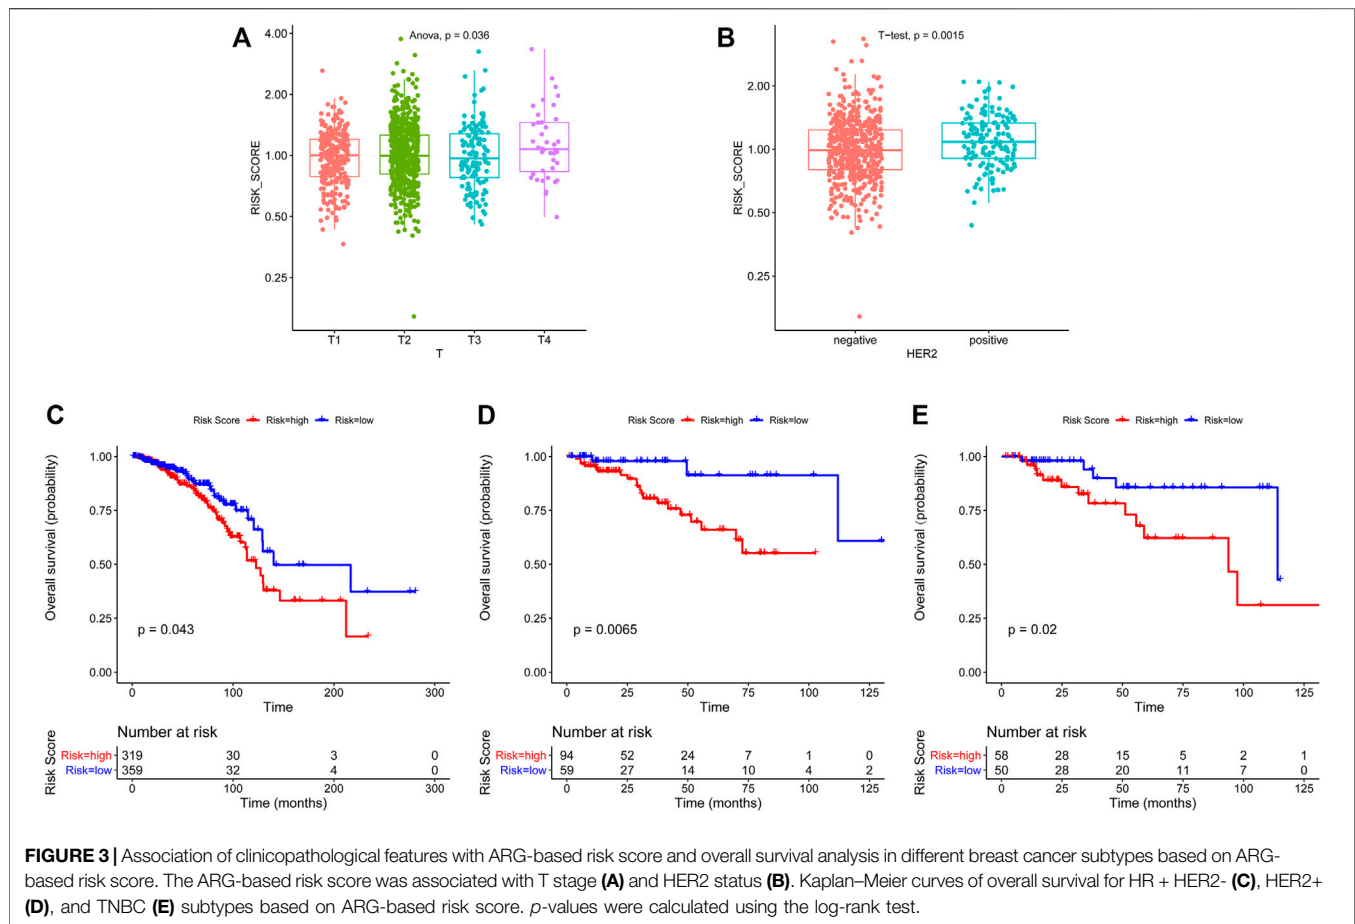 A
Anova, p = 0.036
RISK_SCORE
4.00
2.00
1.00
0.50
0.25
T1 T2 T3 T4
T
B
T-test, p = 0.0015
RISK_SCORE
2.00
1.00
0.50
0.25
negative positive
HER2
C
Risk Score Risk=high Risk=low
Overall survival (probability)
1.00
0.75
0.50
0.25
0.00
p = 0.043
0 100 200 300
Time
Number at risk
Risk Score
Risk=high 319 30 3 0
Risk=low 359 32 4 0
0 100 200 300
Time (months)
D
Risk Score Risk=high Risk=low
Overall survival (probability)
1.00
0.75
0.50
0.25
0.00
p = 0.0065
0 25 50 75 100 125
Time
Number at risk
Risk Score
Risk=high 94 52 24 7 1 0
Risk=low 59 27 14 10 4 2
0 25 50 75 100 125
Time (months)
E
Risk Score Risk=high Risk=low
Overall survival (probability)
1.00
0.75
0.50
0.25
0.00
p = 0.02
0 25 50 75 100 125
Time
Number at risk
Risk Score
Risk=high 58 28 15 5 2 1
Risk=low 50 28 20 11 7 0
0 25 50 75 100 125
Time (months)
FIGURE 3 | Association of clinicopathological features with ARG-based risk score and overall survival analysis in different breast cancer subtypes based on ARG-
based risk score. The ARG-based risk score was associated with T stage (A) and HER2 status (B). Kaplan–Meier curves of overall survival for HR + HER2- (C), HER2+
(D), and TNBC (E) subtypes based on ARG-based risk score. p-values were calculated using the log-rank test.